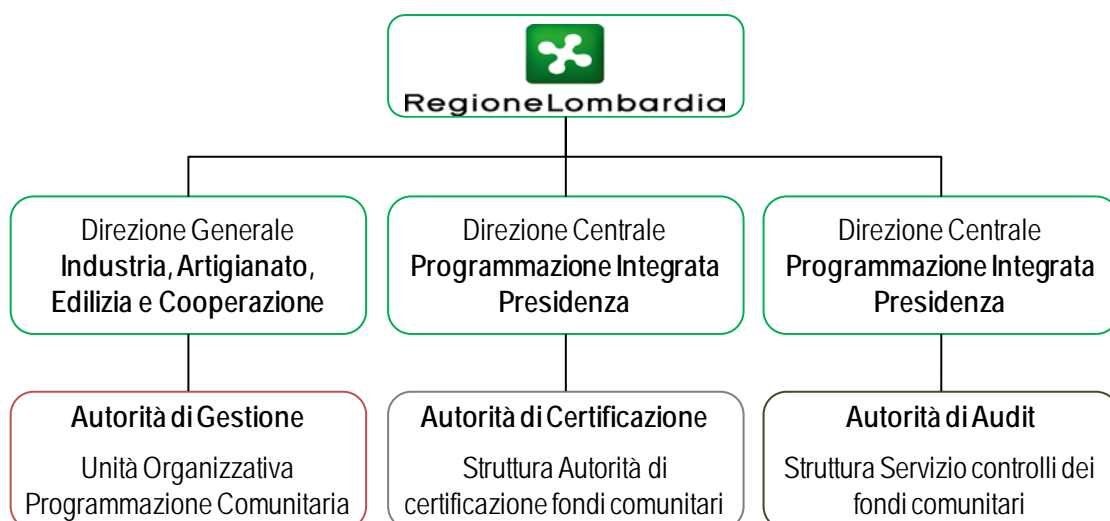 RegioneLombardia
Direzione Generale
Industria, Artigianato,
Edilizia e Cooperazione
Direzione Centrale
Programmazione Integrata
Presidenza
Direzione Centrale
Programmazione Integrata
Presidenza
Autorità di Gestione
Unità Organizzativa
Programmazione Comunitaria
Autorità di Certificazione
Struttura Autorità di
certificazione fondi comunitari
Autorità di Audit
Struttura Servizio controlli dei
fondi comunitari